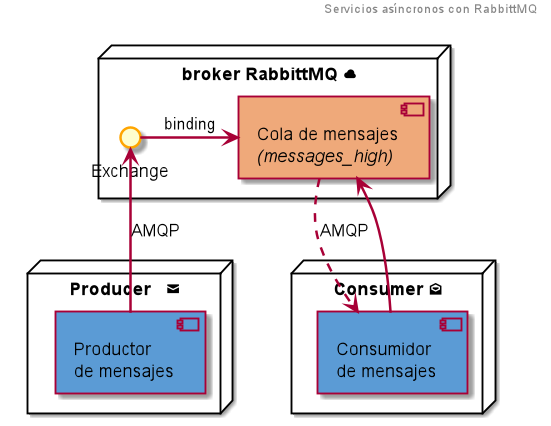 Servicios asíncronos con RabbittMQ
broker RabbittMQ
binding
Cola de mensajes
(messages_high)
Exchange
AMQP
AMQP
Producer
Consumer
Productor
de mensajes
Consumidor
de mensajes